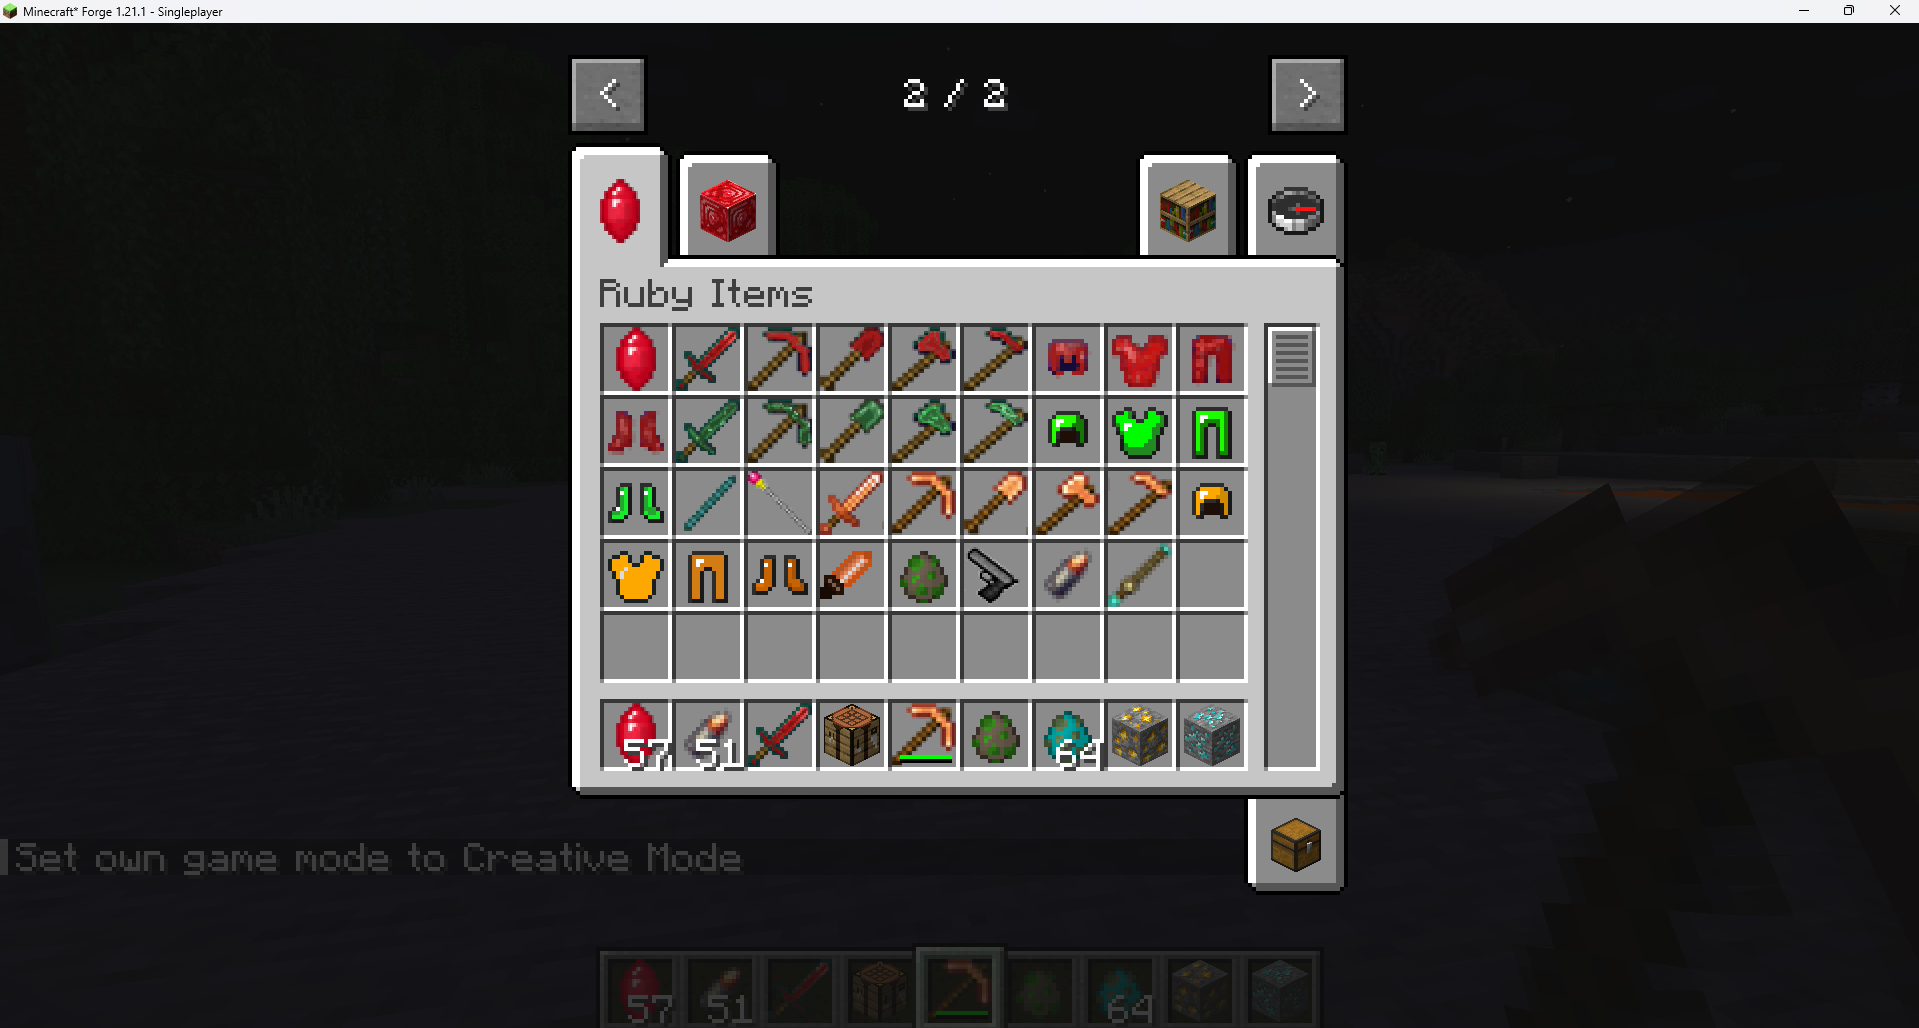 Minecraft* Forge 1.21.1 - Singleplayer
<
2 / 2
>
Ruby Items
57 51 64
Set own game mode to Creative Mode
57 51 64